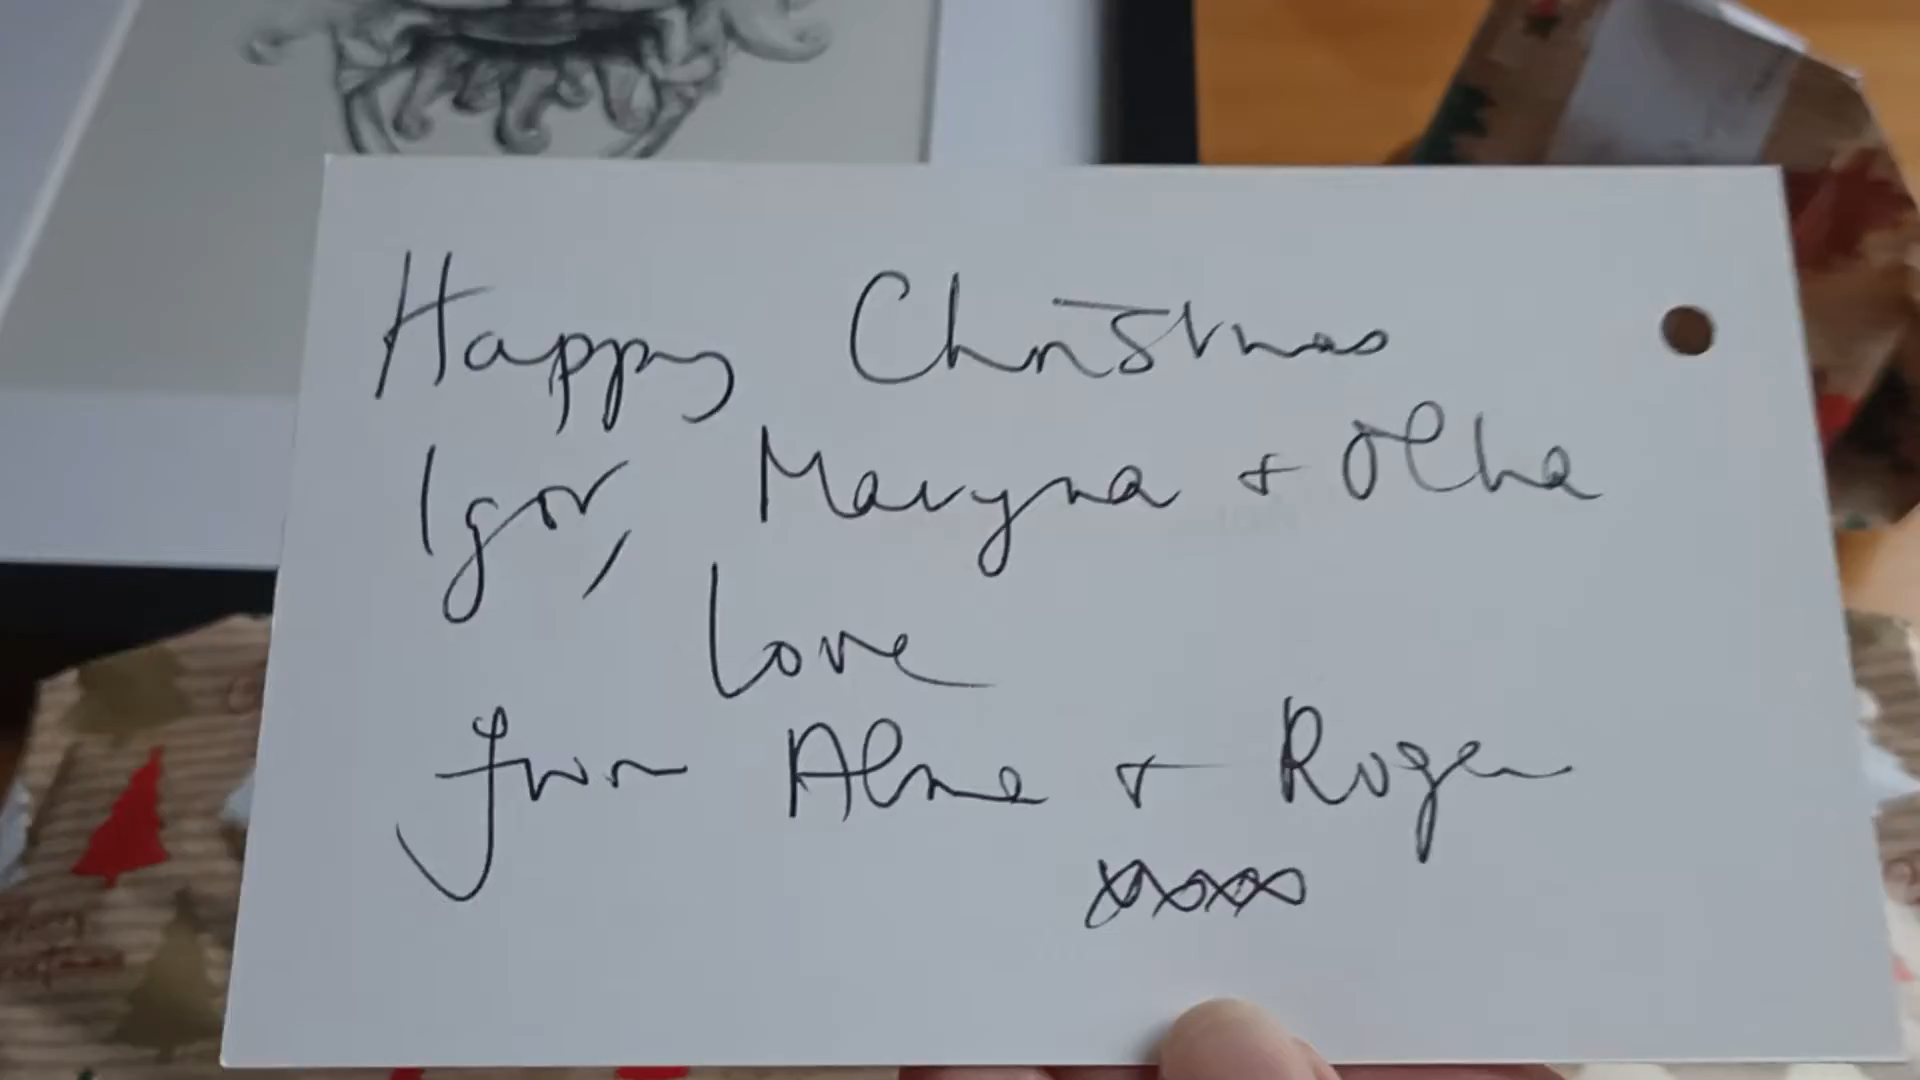 Happy Christmas
Igor, Maryna + Olha
Love
from Alma + Roger
xxxx